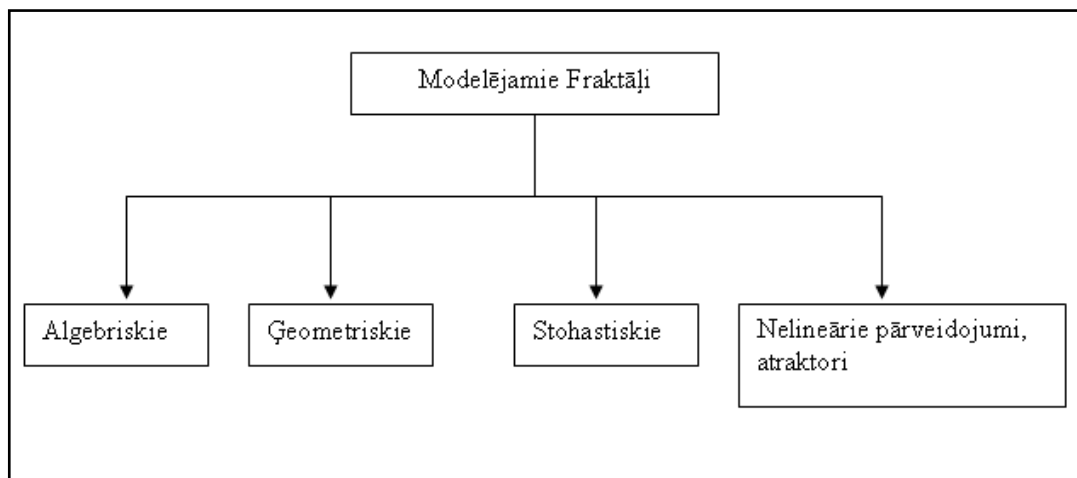 Modelējamie Fraktāļi
Algebriskie
Ģeometriskie
Stohastiskie
Nelineārie pārveidojumi,
atraktori